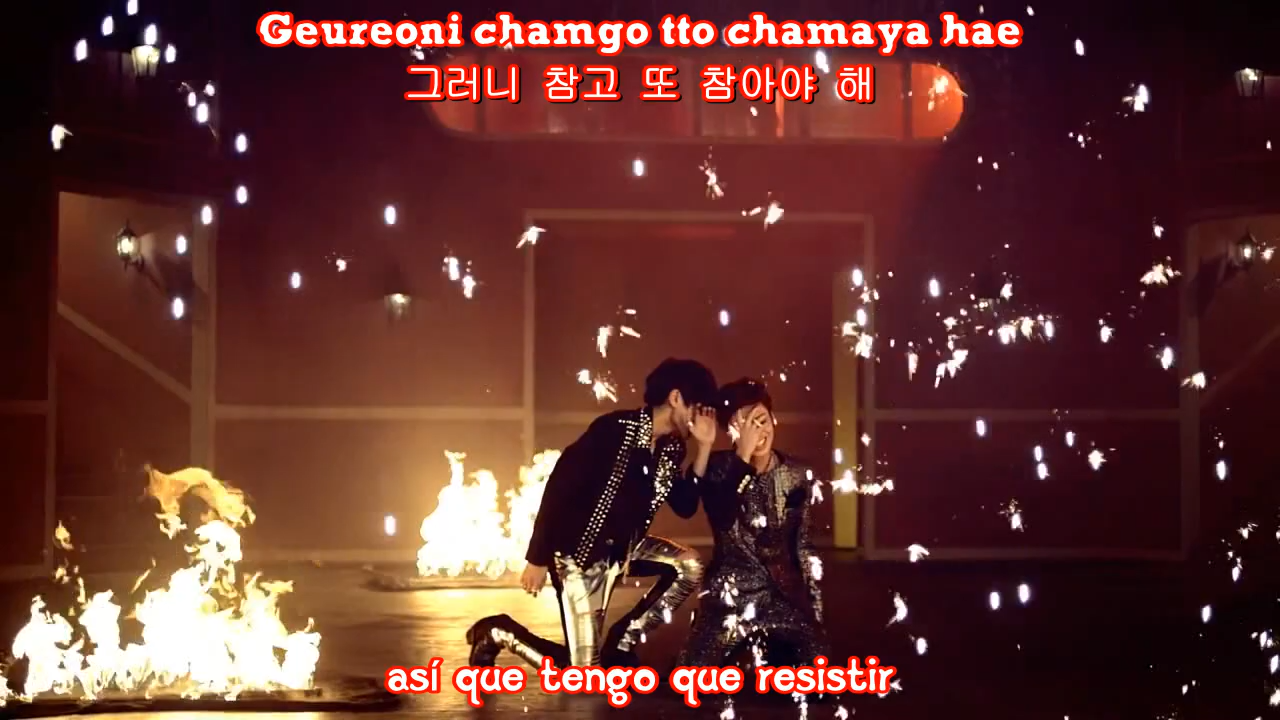 Geureoni chamgo tto chamaya hae
그러니 참고 또 참아야 해
así que tengo que resistir